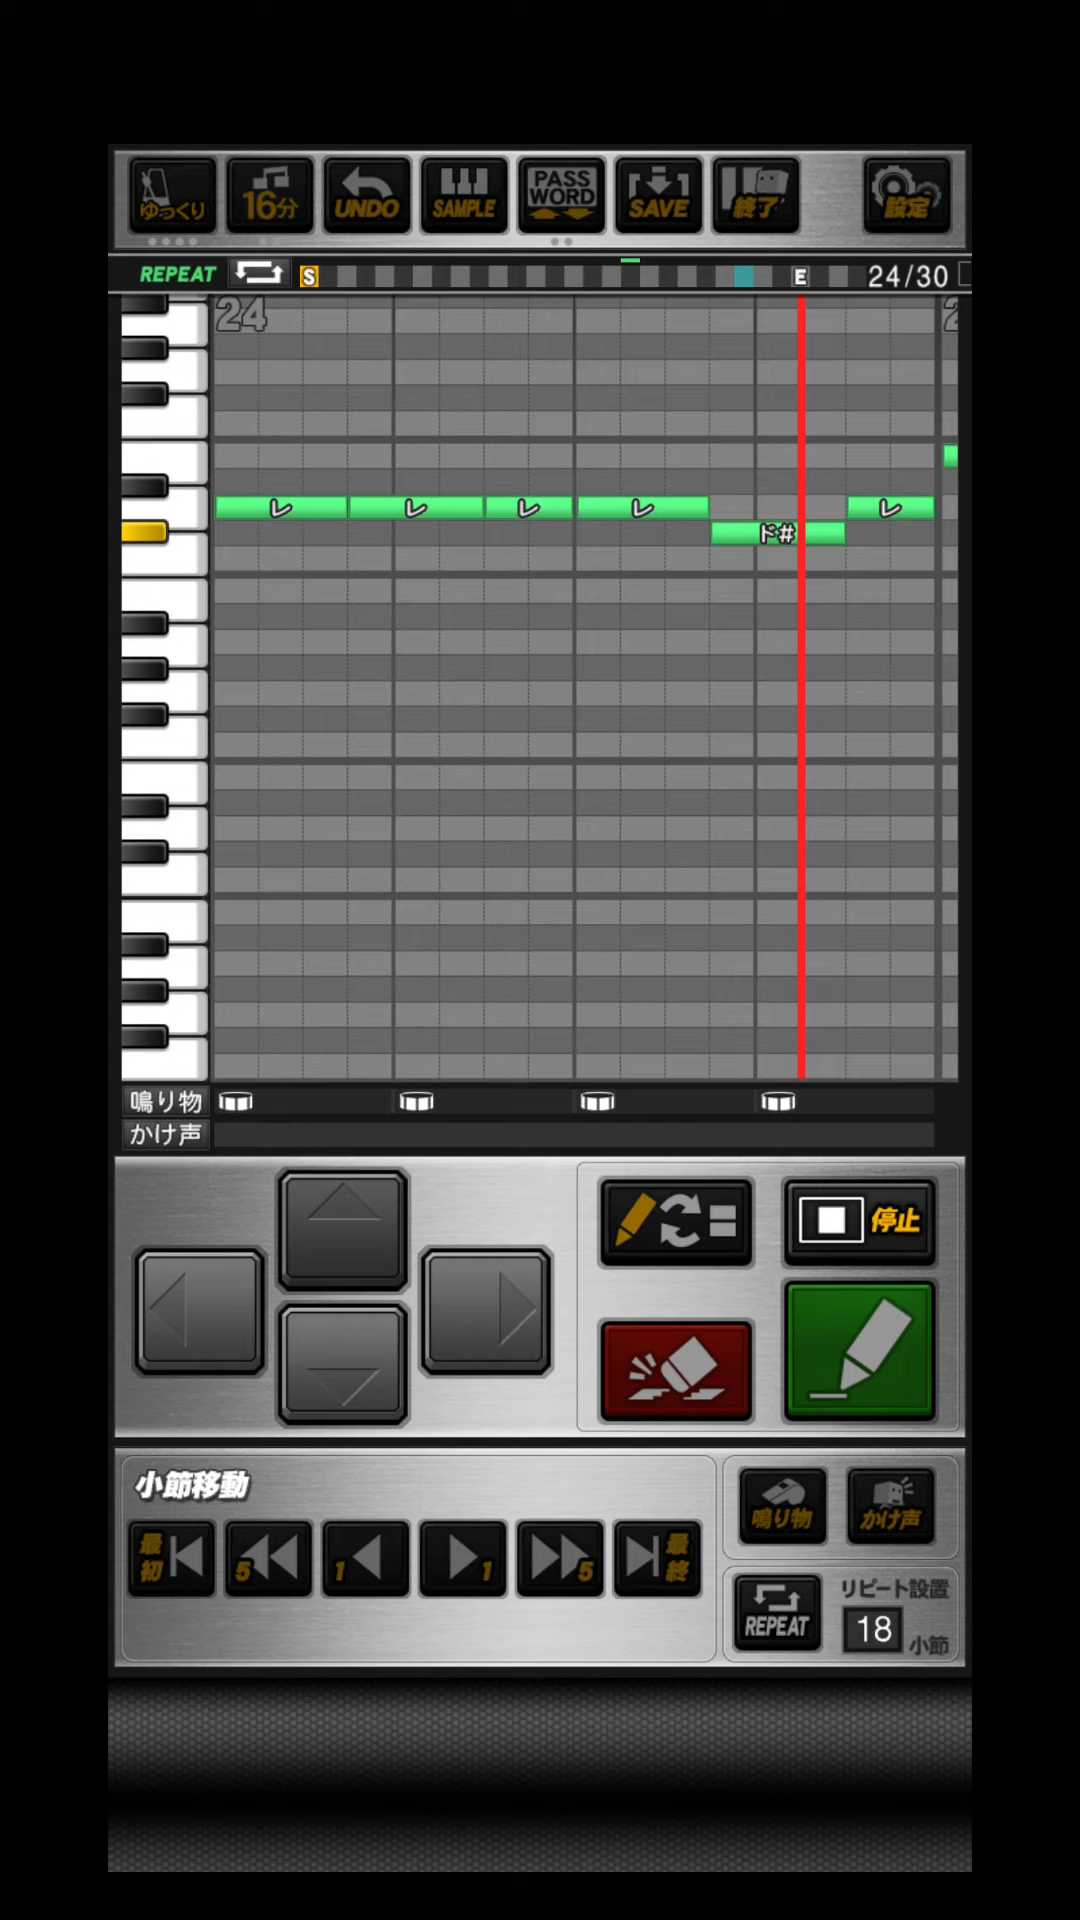 ゆっくり 16分 UNDO SAMPLE PASS WORD SAVE 終了 設定
REPEAT S E 24/30
24
レ レ レ レ レ
ド#
鳴り物
かけ声
停止
小節移動
最初 5 1 1 5 最終
鳴り物 かけ声
REPEAT リピート設置 18 小節